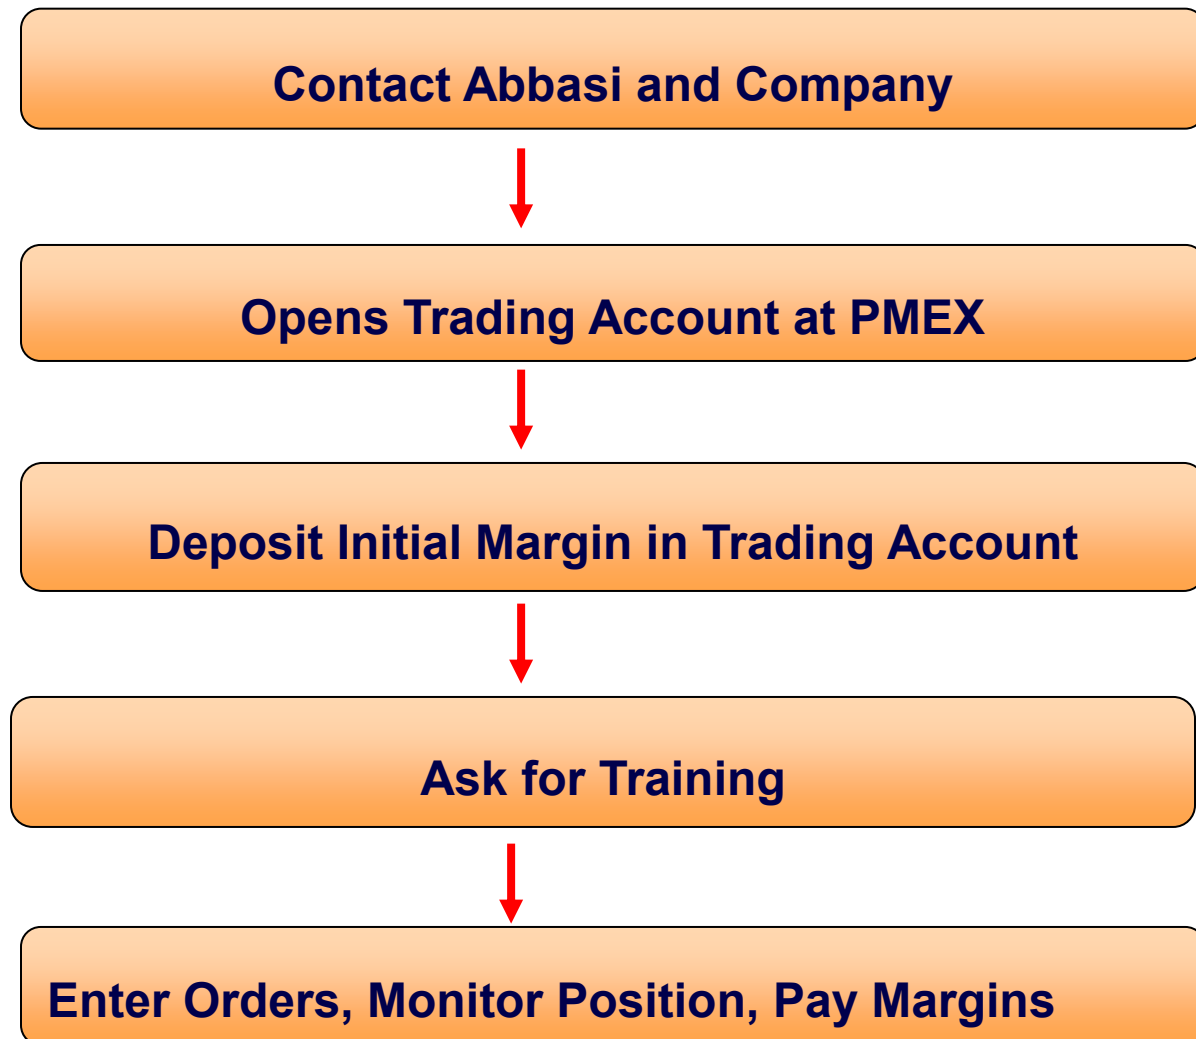 Contact Abbasi and Company
Opens Trading Account at PMEX
Deposit Initial Margin in Trading Account
Ask for Training
Enter Orders, Monitor Position, Pay Margins